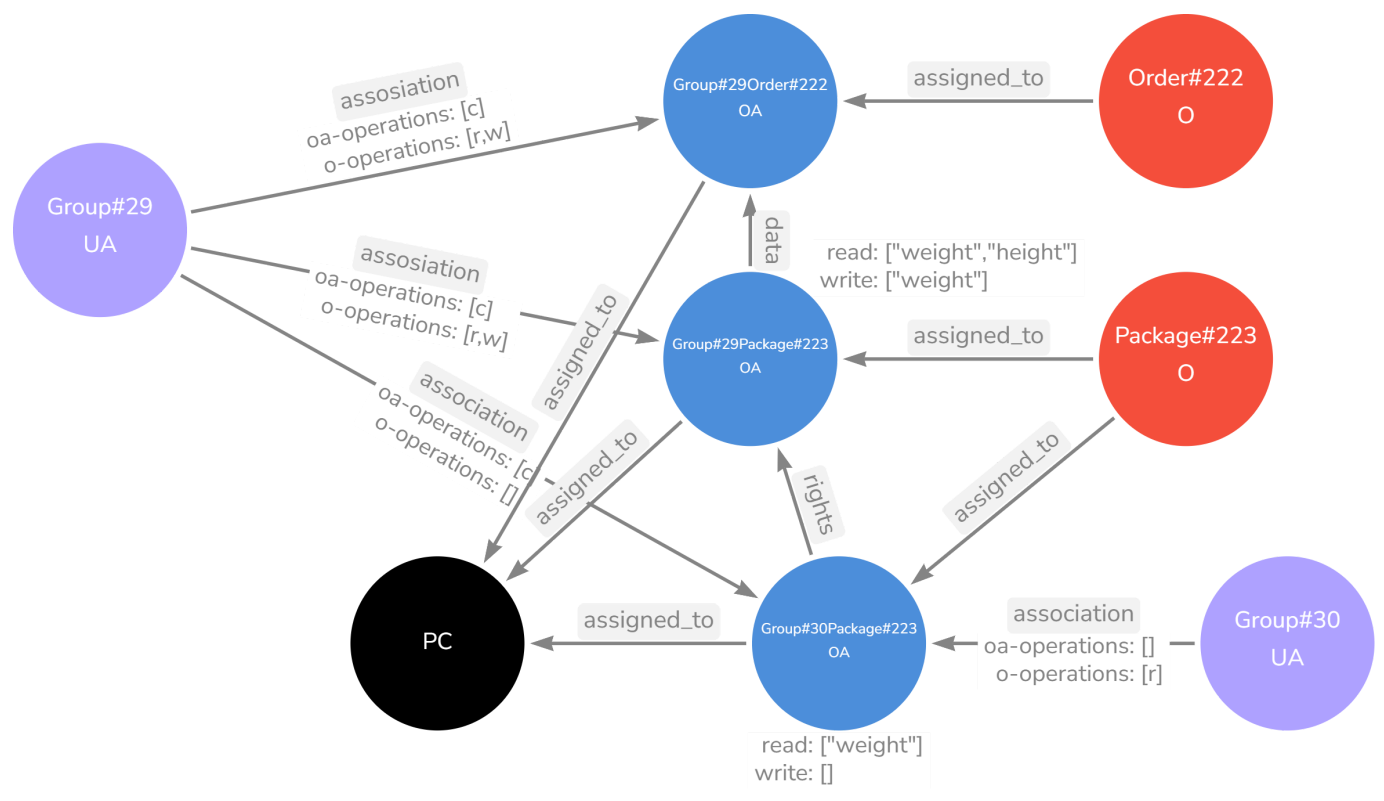 Group#29Order#222
OA
assigned_to
Order#222
O
assosiation
oa-operations: [c]
o-operations: [r,w]
Group#29
UA
data
read: ["weight","height"]
write: ["weight"]
assosiation
oa-operations: [c]
o-operations: [r,w]
assigned_to
Group#29Package#223
OA
assigned_to
Package#223
O
association
oa-operations: [c
o-operations: []
assigned_to
rights
assigned_to
PC
assigned_to
Group#30Package#223
OA
association
oa-operations: []
o-operations: [r]
Group#30
UA
read: ["weight"]
write: []